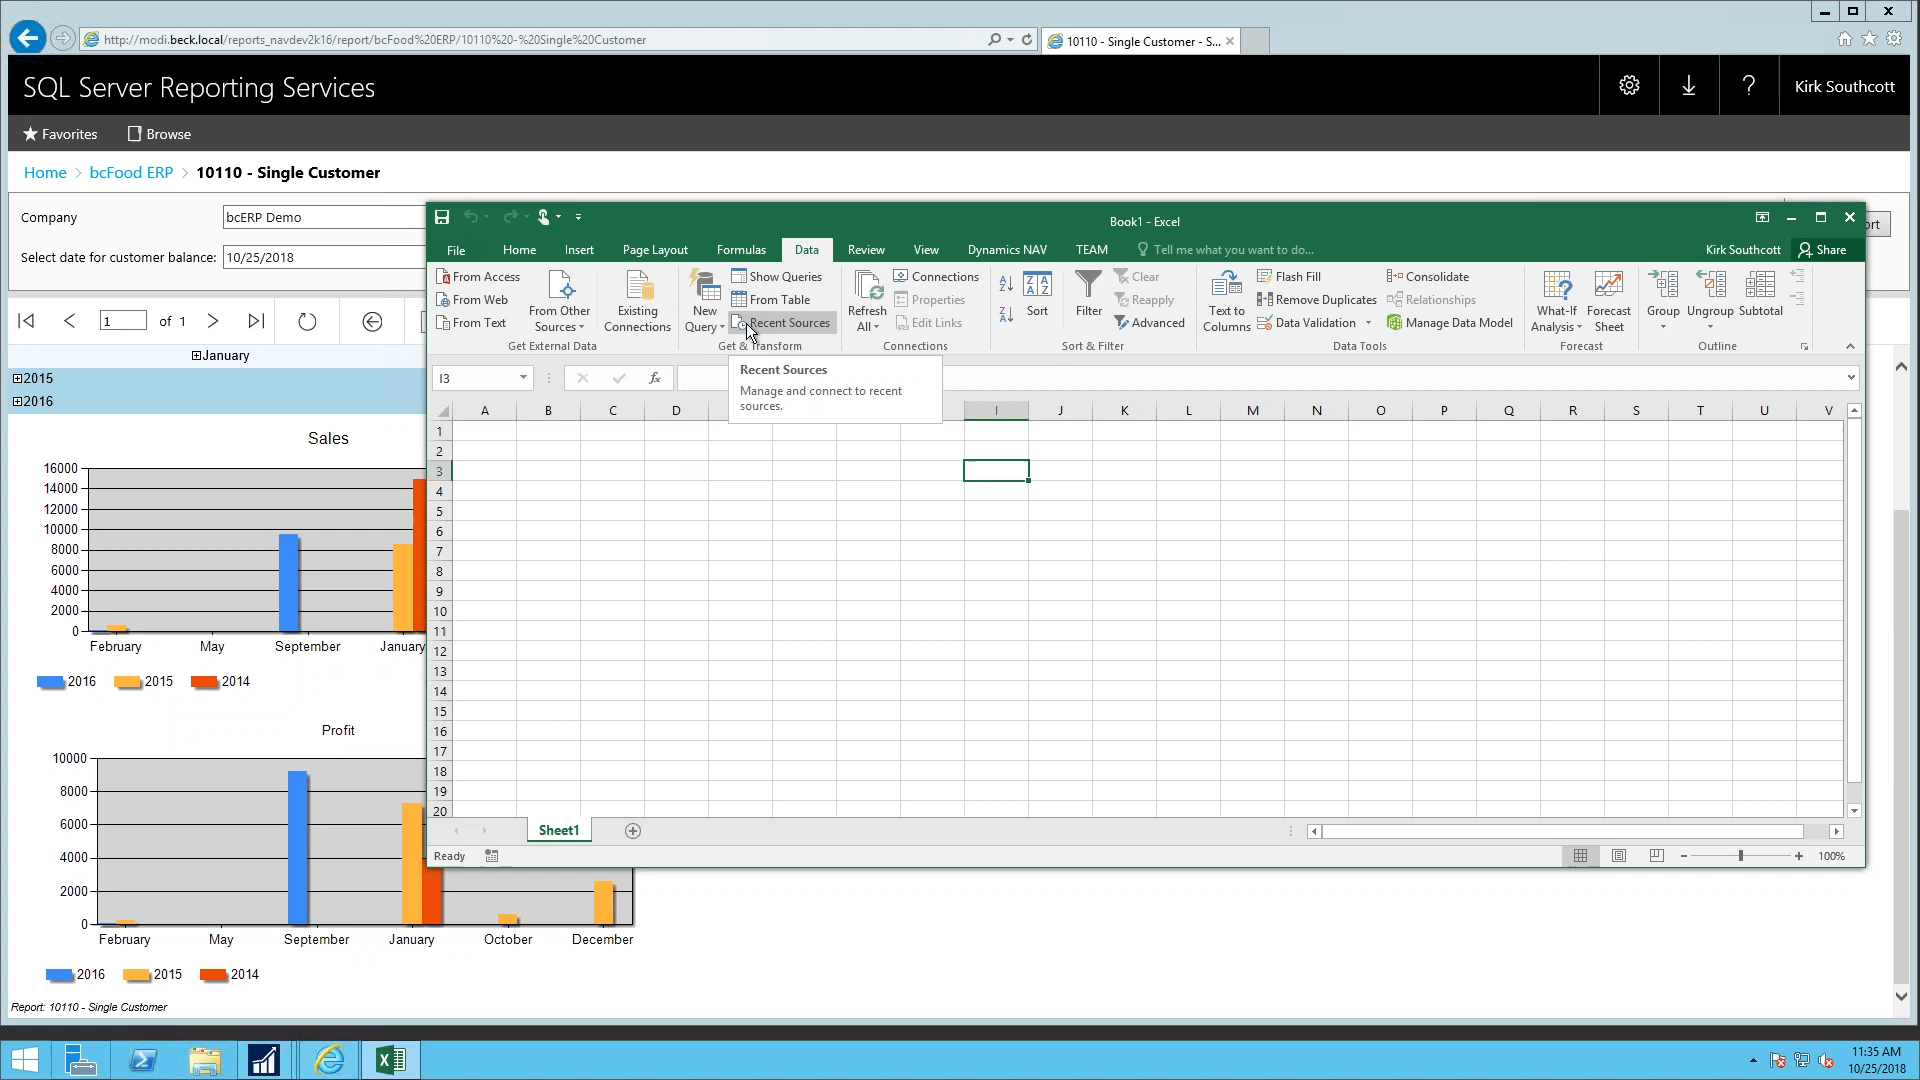 http://modi.beck.local/reports_navdev2k16/report/bcFood%20ERP/10110%20-%20Single%20Customer
10110 - Single Customer - S...
SQL Server Reporting Services
Kirk Southcott
Favorites
Browse
Home > bcFood ERP > 10110 - Single Customer
Company
bcERP Demo
Select date for customer balance:
10/25/2018
1 of 1
January
2015
2016
Sales
16000
14000
12000
10000
8000
6000
4000
2000
0
February May September January
2016 2015 2014
Profit
10000
8000
6000
4000
2000
0
February May September January October December
2016 2015 2014
Report: 10110 - Single Customer
Book1 - Excel
File Home Insert Page Layout Formulas Data Review View Dynamics NAV TEAM Tell me what you want to do... Kirk Southcott Share
From Access
From Web
From Text
From Other Sources
Existing Connections
Get External Data
New Query
Show Queries
From Table
Recent Sources
Get & Transform
Refresh All
Connections
Properties
Edit Links
Connections
Sort
Filter
Clear
Reapply
Advanced
Sort & Filter
Text to Columns
Flash Fill
Remove Duplicates
Data Validation
Consolidate
Relationships
Manage Data Model
Data Tools
What-If Analysis
Forecast Sheet
Forecast
Group
Ungroup
Subtotal
Outline
I3
fx
Recent Sources
Manage and connect to recent
sources.
A B C D I J K L M N O P Q R S T U V
1
2
3
4
5
6
7
8
9
10
11
12
13
14
15
16
17
18
19
20
Sheet1
Ready
100%
11:35 AM
10/25/2018